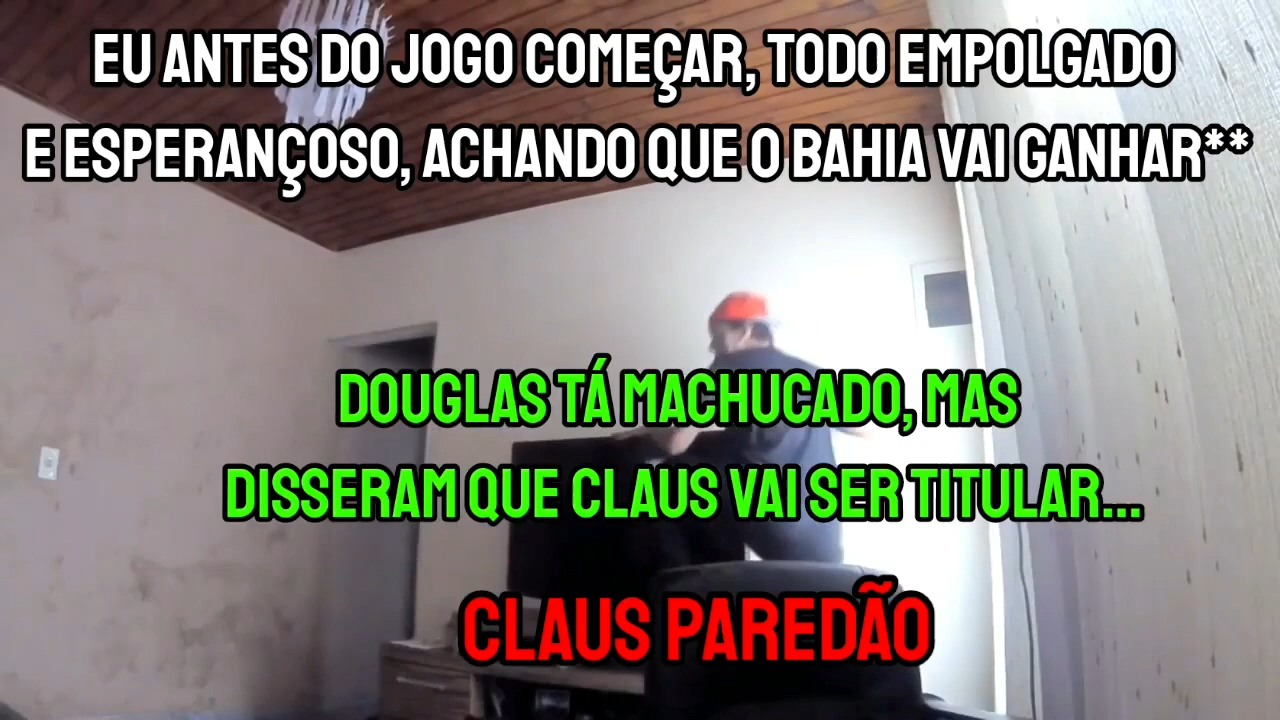 EU ANTES DO JOGO COMEÇAR, TODO EMPOLGADO
E ESPERANÇOSO, ACHANDO QUE O BAHIA VAI GANHAR**
DOUGLAS TÁ MACHUCADO, MAS
DISSERAM QUE CLAUS VAI SER TITULAR...
CLAUS PAREDÃO